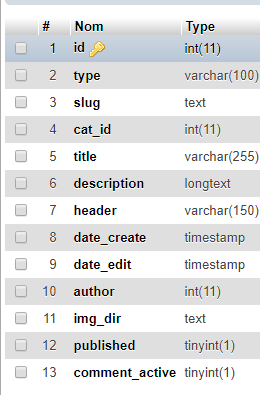 # Nom Type
1 id int(11)
2 type varchar(100)
3 slug text
4 cat_id int(11)
5 title varchar(255)
6 description longtext
7 header varchar(150)
8 date_create timestamp
9 date_edit timestamp
10 author int(11)
11 img_dir text
12 published tinyint(1)
13 comment_active tinyint(1)